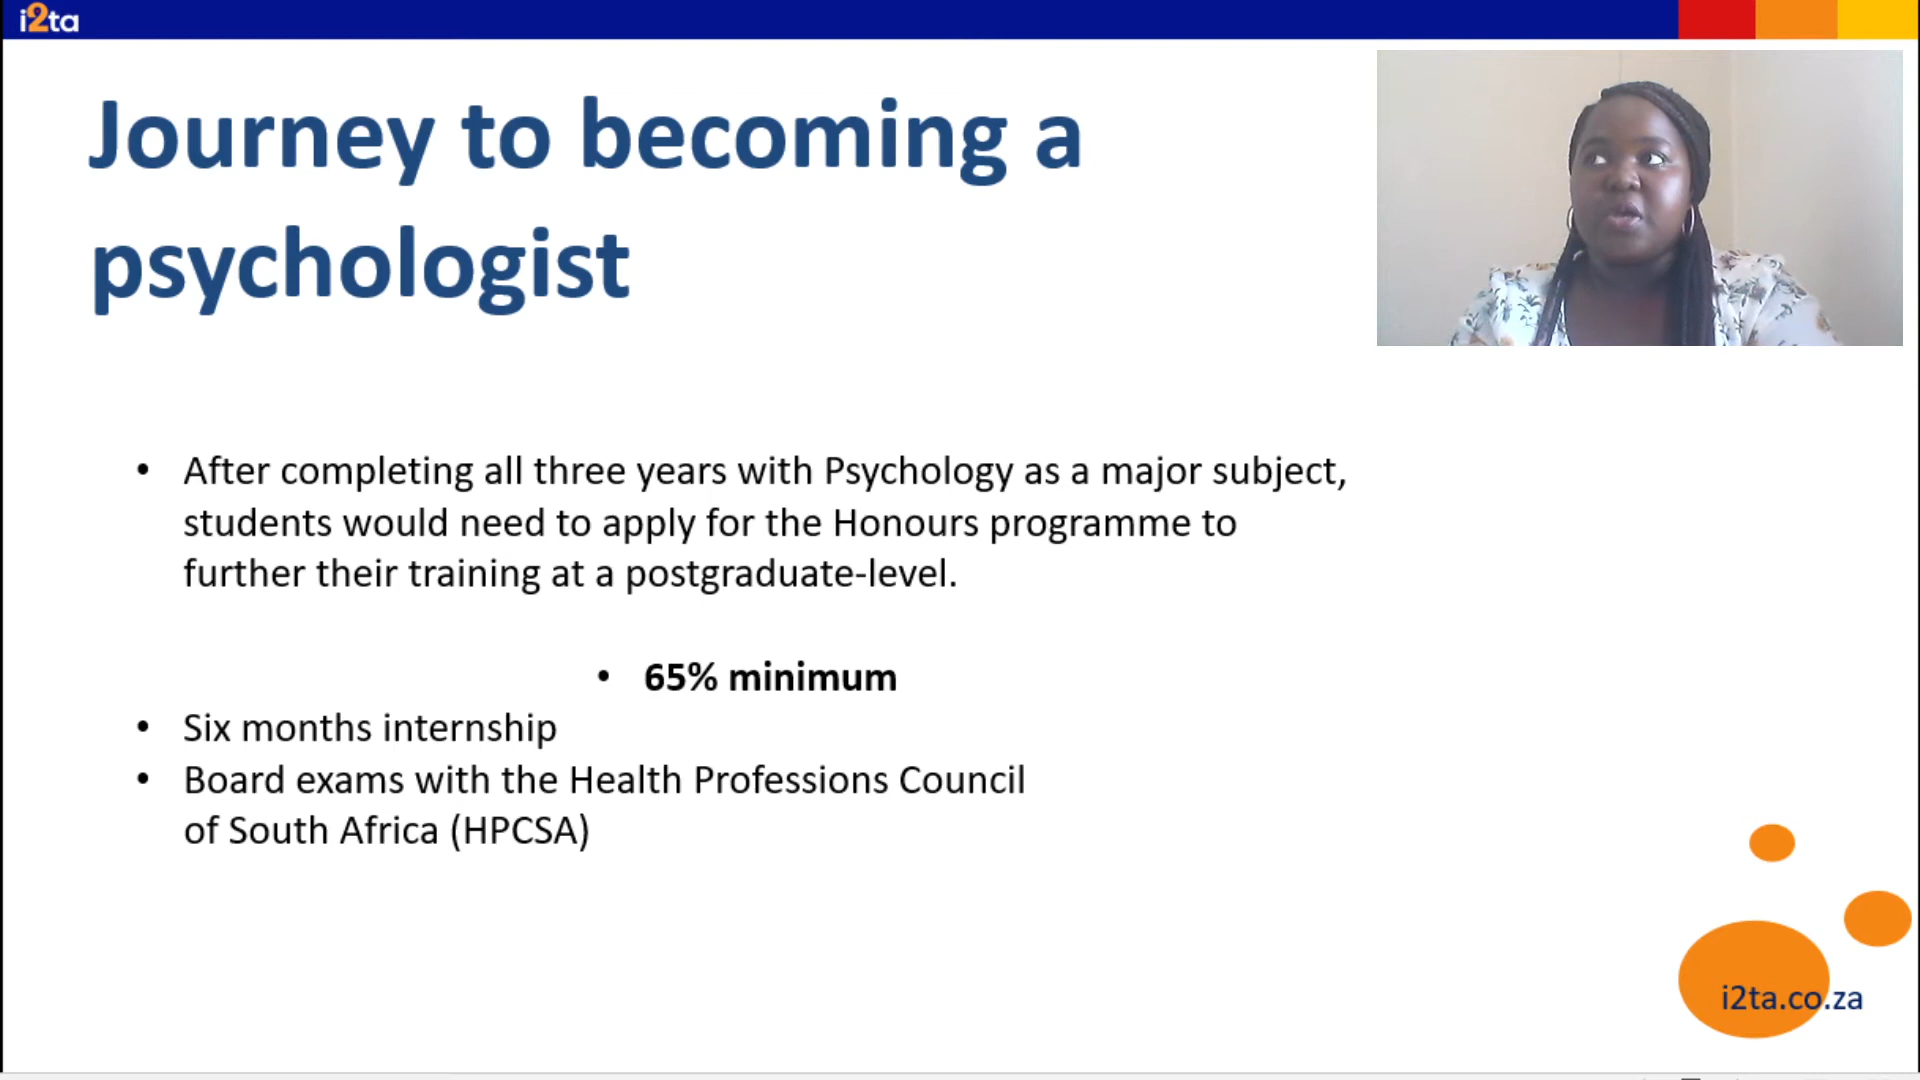 i2ta
Journey to becoming a
psychologist
• After completing all three years with Psychology as a major subject,
students would need to apply for the Honours programme to
further their training at a postgraduate-level.
• 65% minimum
• Six months internship
• Board exams with the Health Professions Council
of South Africa (HPCSA)
i2ta.co.za